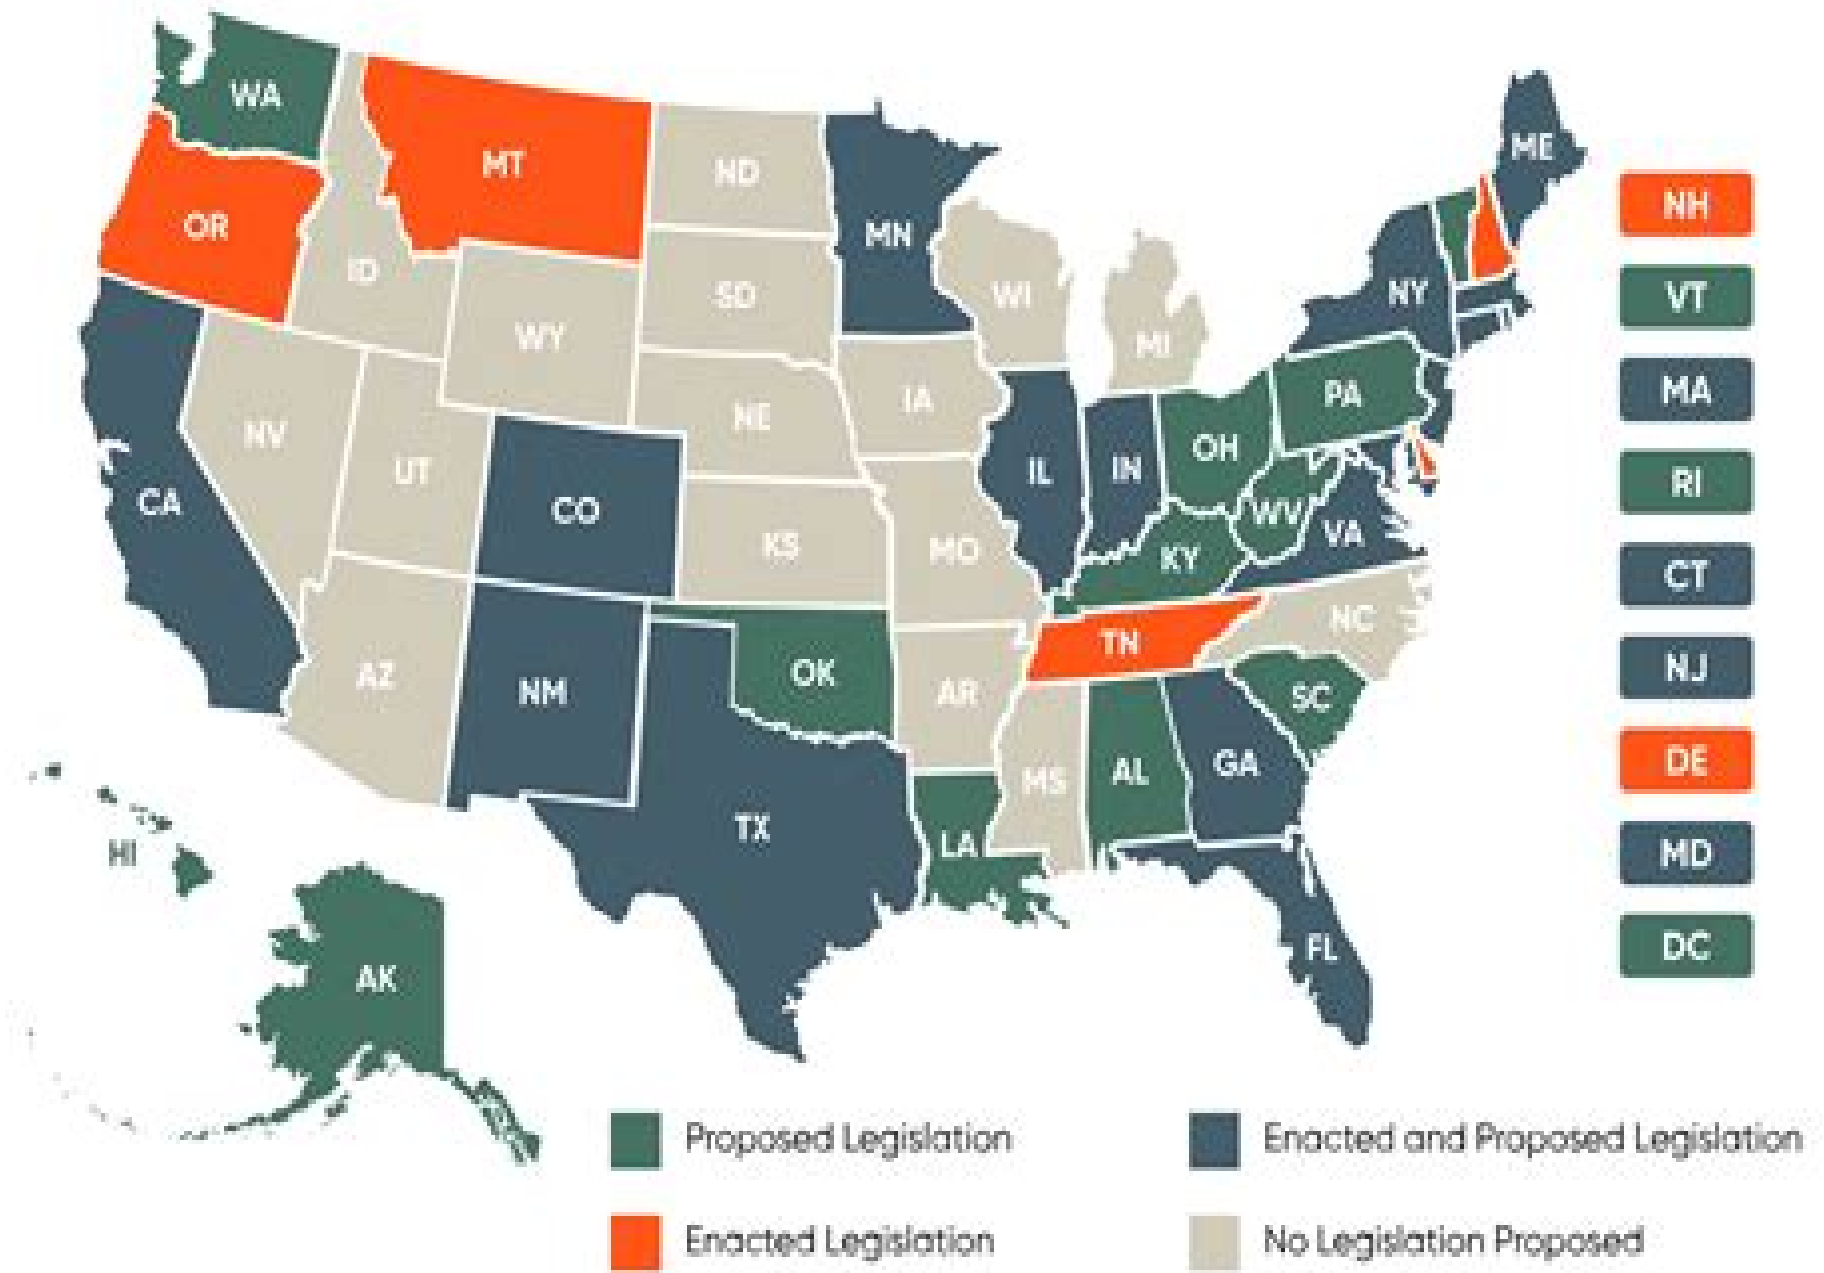 WA
ME
MT
ND
NH
OR
MN
ID
SD
WI
NY
VT
WY
MI
IA
PA
MA
NE
NV
OH
UT
IL
IN
RI
CA
CO
WV
VA
KS
MO
KY
CT
NC
TN
AZ
OK
NM
AR
SC
NJ
GA
AL
MS
DE
TX
LA
HI
MD
FL
DC
AK
Proposed Legislation
Enacted and Proposed Legislation
Enacted Legislation
No Legislation Proposed